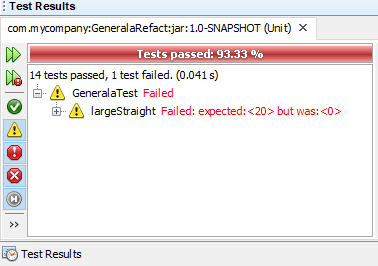 Test Results
com.mycompany:GeneralaRefact:jar:1.0-SNAPSHOT (Unit)
Tests passed: 93.33 %
14 tests passed, 1 test failed. (0.041 s)
GeneralaTest Failed
largeStraight Failed: expected:<20> but was:<0>
Test Results